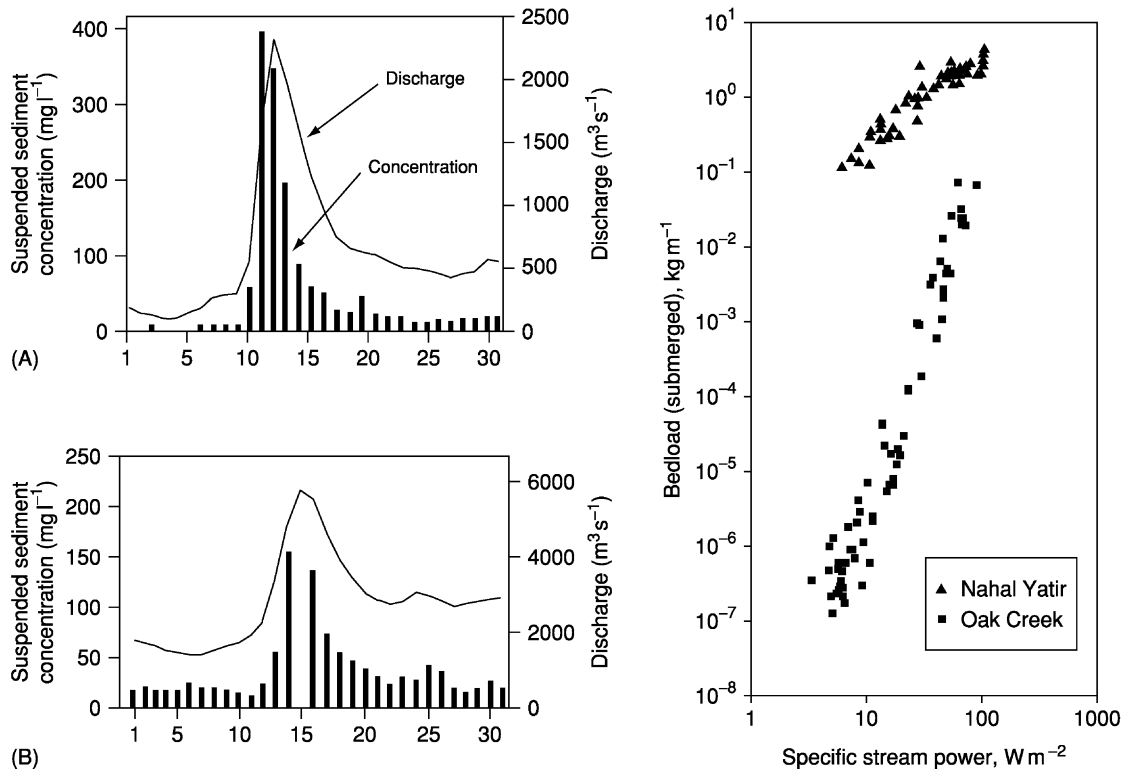 Suspended sediment
concentration (mg l⁻¹)
400
300
200
100
0
2500
2000
1500
1000
500
0
Discharge (m³ s⁻¹)
Discharge
Concentration
1 5 10 15 20 25 30
(A)
Suspended sediment
concentration (mg l⁻¹)
250
200
150
100
50
0
6000
4000
2000
0
Discharge (m³ s⁻¹)
1 5 10 15 20 25 30
(B)
Bedload (submerged), kg m⁻¹
10¹
10⁰
10⁻¹
10⁻²
10⁻³
10⁻⁴
10⁻⁵
10⁻⁶
10⁻⁷
10⁻⁸
Nahal Yatir
Oak Creek
1 10 100 1000
Specific stream power, W m⁻²